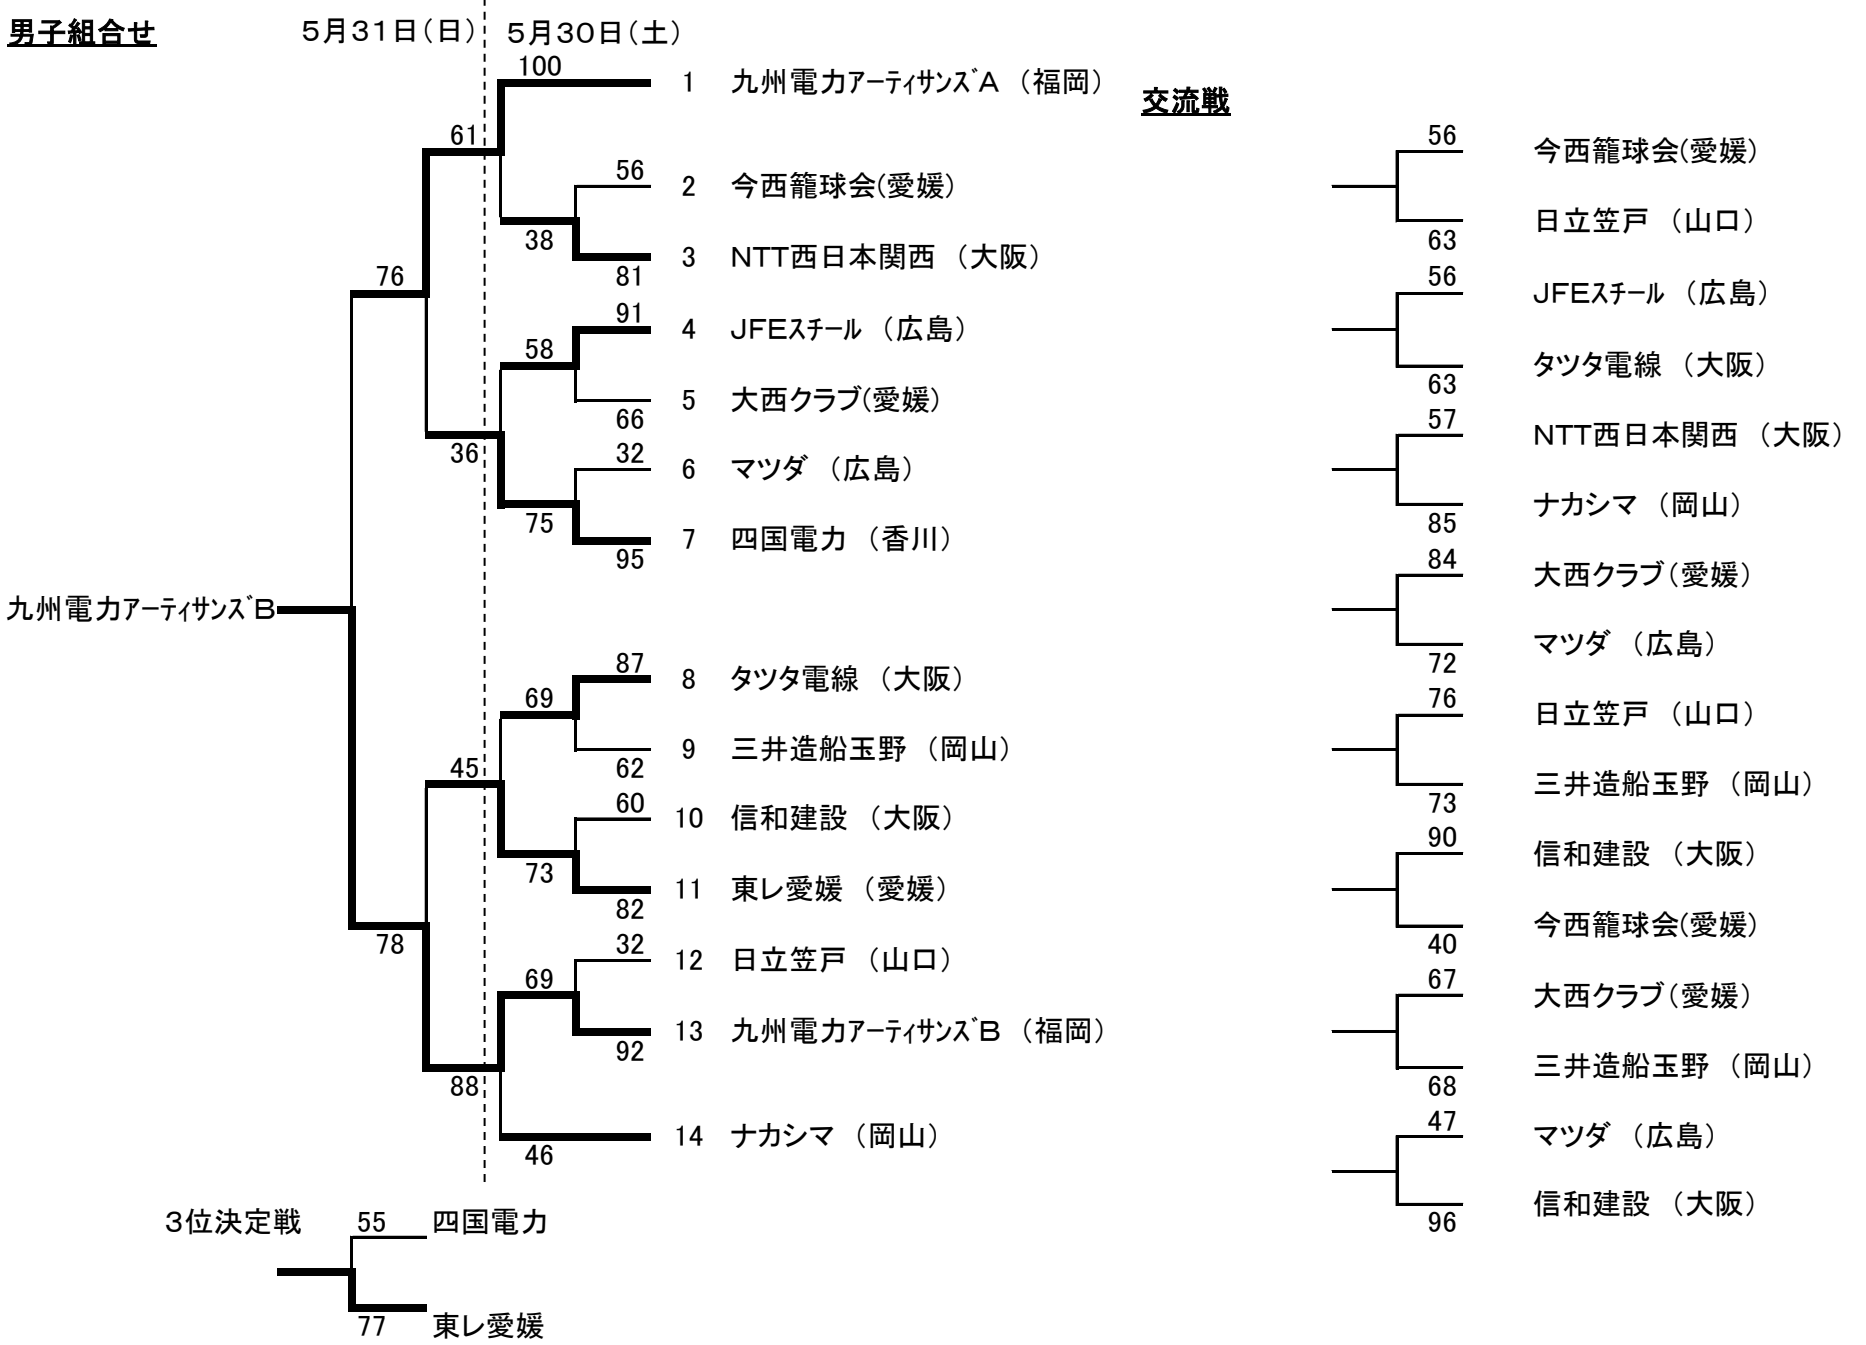 男子組合せ
5月31日(日)
5月30日(土)
100
1 九州電力ｱｰﾃｨｻﾝｽﾞA (福岡)
61
56
2 今西籠球会(愛媛)
38
3 NTT西日本関西 (大阪)
81
76
91
4 JFEｽﾁｰﾙ (広島)
58
5 大西クラブ(愛媛)
66
36
32
6 マツダ (広島)
75
7 四国電力 (香川)
95
九州電力ｱｰﾃｨｻﾝｽﾞB
87
8 タツタ電線 (大阪)
69
9 三井造船玉野 (岡山)
62
45
60
10 信和建設 (大阪)
73
11 東レ愛媛 (愛媛)
82
78
32
12 日立笠戸 (山口)
69
13 九州電力ｱｰﾃｨｻﾝｽﾞB (福岡)
92
88
14 ナカシマ (岡山)
46
3位決定戦
55 四国電力
77 東レ愛媛
交流戦
56 今西籠球会(愛媛)
63 日立笠戸 (山口)
56 JFEｽﾁｰﾙ (広島)
63 タツタ電線 (大阪)
57 NTT西日本関西 (大阪)
85 ナカシマ (岡山)
84 大西クラブ(愛媛)
72 マツダ (広島)
76 日立笠戸 (山口)
73 三井造船玉野 (岡山)
90 信和建設 (大阪)
40 今西籠球会(愛媛)
67 大西クラブ(愛媛)
68 三井造船玉野 (岡山)
47 マツダ (広島)
96 信和建設 (大阪)